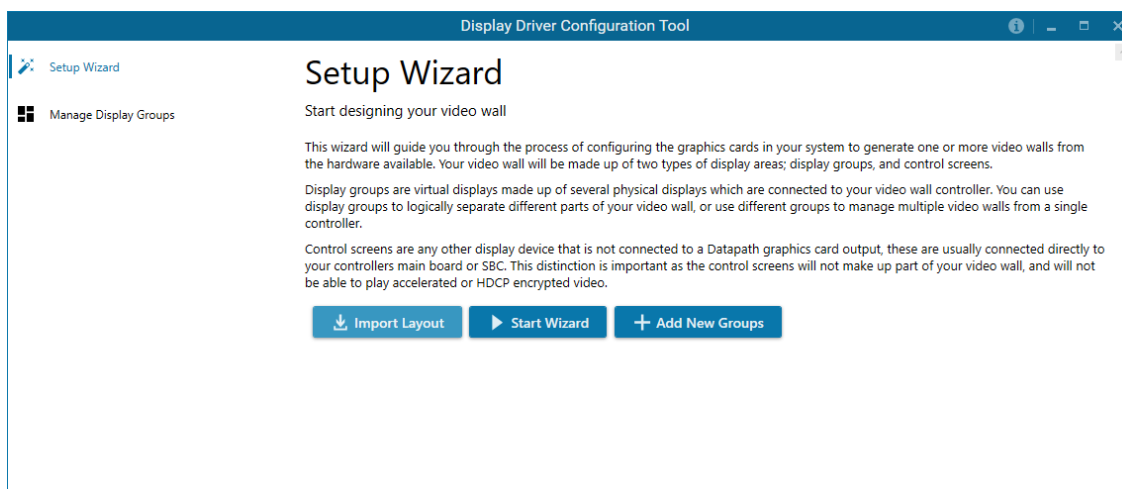 Display Driver Configuration Tool
Setup Wizard
Manage Display Groups
Setup Wizard
Start designing your video wall
This wizard will guide you through the process of configuring the graphics cards in your system to generate one or more video walls from
the hardware available. Your video wall will be made up of two types of display areas; display groups, and control screens.
Display groups are virtual displays made up of several physical displays which are connected to your video wall controller. You can use
display groups to logically separate different parts of your video wall, or use different groups to manage multiple video walls from a single
controller.
Control screens are any other display device that is not connected to a Datapath graphics card output, these are usually connected directly to
your controllers main board or SBC. This distinction is important as the control screens will not make up part of your video wall, and will not
be able to play accelerated or HDCP encrypted video.
Import Layout
Start Wizard
Add New Groups